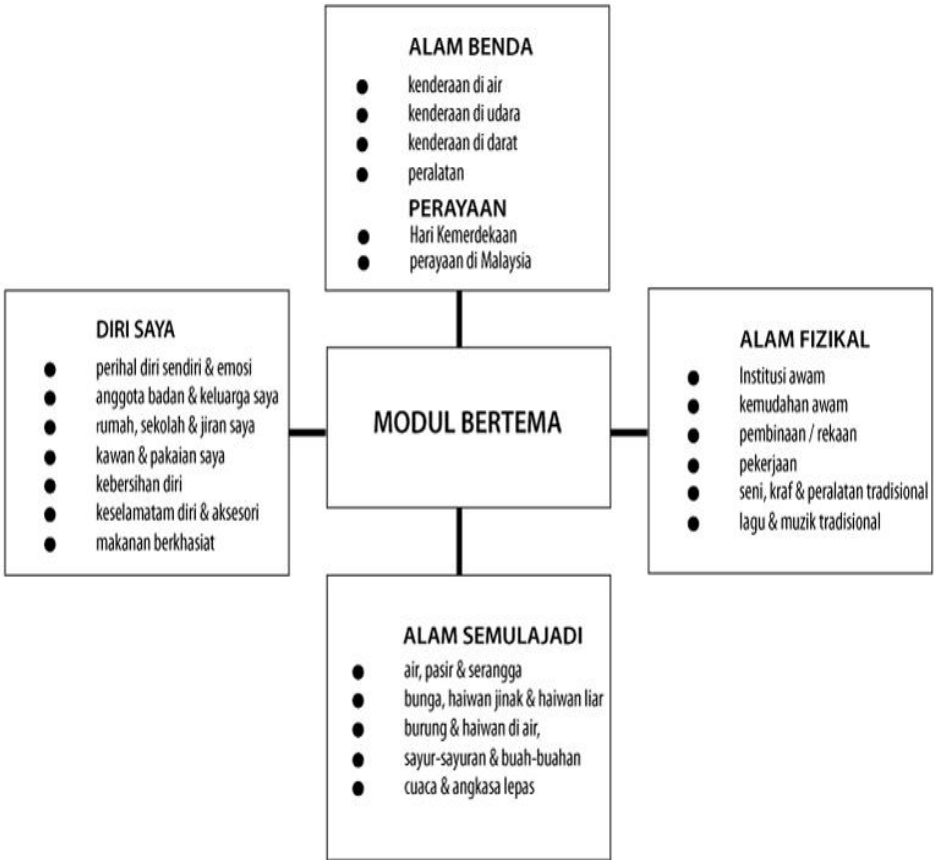 ALAM BENDA
● kenderaan di air
● kenderaan di udara
● kenderaan di darat
● peralatan
PERAYAAN
● Hari Kemerdekaan
● perayaan di Malaysia
DIRI SAYA
● perihal diri sendiri & emosi
● anggota badan & keluarga saya
● rumah, sekolah & jiran saya
● kawan & pakaian saya
● kebersihan diri
● keselamatam diri & aksesori
● makanan berkhasiat
MODUL BERTEMA
ALAM FIZIKAL
● Institusi awam
● kemudahan awam
● pembinaan / rekaan
● pekerjaan
● seni, kraf & peralatan tradisional
● lagu & muzik tradisional
ALAM SEMULAJADI
● air, pasir & serangga
● bunga, haiwan jinak & haiwan liar
● burung & haiwan di air,
● sayur-sayuran & buah-buahan
● cuaca & angkasa lepas